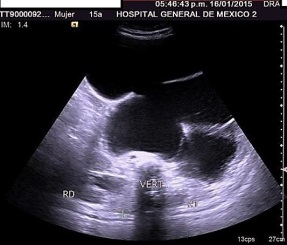 05:46:43 p.m. 16/01/2015 DRA
TT9000092... Mujer 15a HOSPITAL GENERAL DE MEXICO 2
IM: 1.4
VERT
RD
13cps 27cm